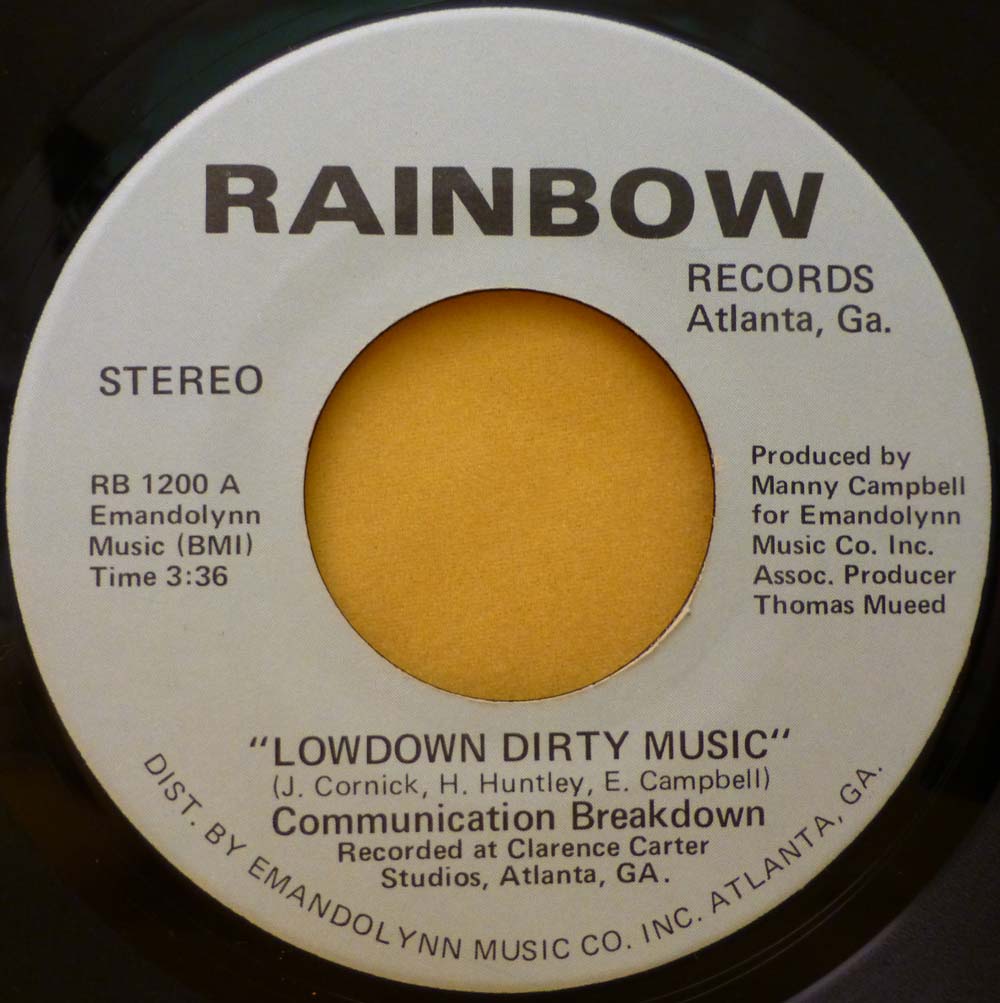 RAINBOW
RECORDS
Atlanta, Ga.
STEREO
RB 1200 A
Emandolynn
Music (BMI)
Time 3:36
Produced by
Manny Campbell
for Emandolynn
Music Co. Inc.
Assoc. Producer
Thomas Mueed
"LOWDOWN DIRTY MUSIC"
(J. Cornick, H. Huntley, E. Campbell)
Communication Breakdown
Recorded at Clarence Carter
Studios, Atlanta, GA.
DIST. BY EMANDOLYNN MUSIC CO. INC. ATLANTA, GA.